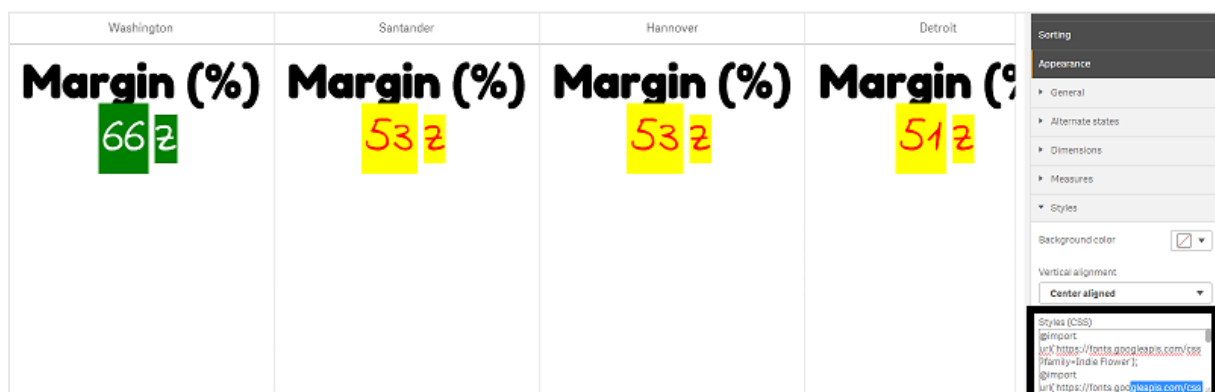 Washington Santander Hannover Detroit
Margin (%) Margin (%) Margin (%) Margin (%
66 z 53 z 53 z 51 z
Sorting
Appearance
General
Alternate states
Dimensions
Measures
Styles
Background color
Vertical alignment
Center aligned
Styles (CSS)
@import
url('https://fonts.googleapis.com/css
?family=Indie Flower');
@import
url('https://fonts.googleapis.com/css